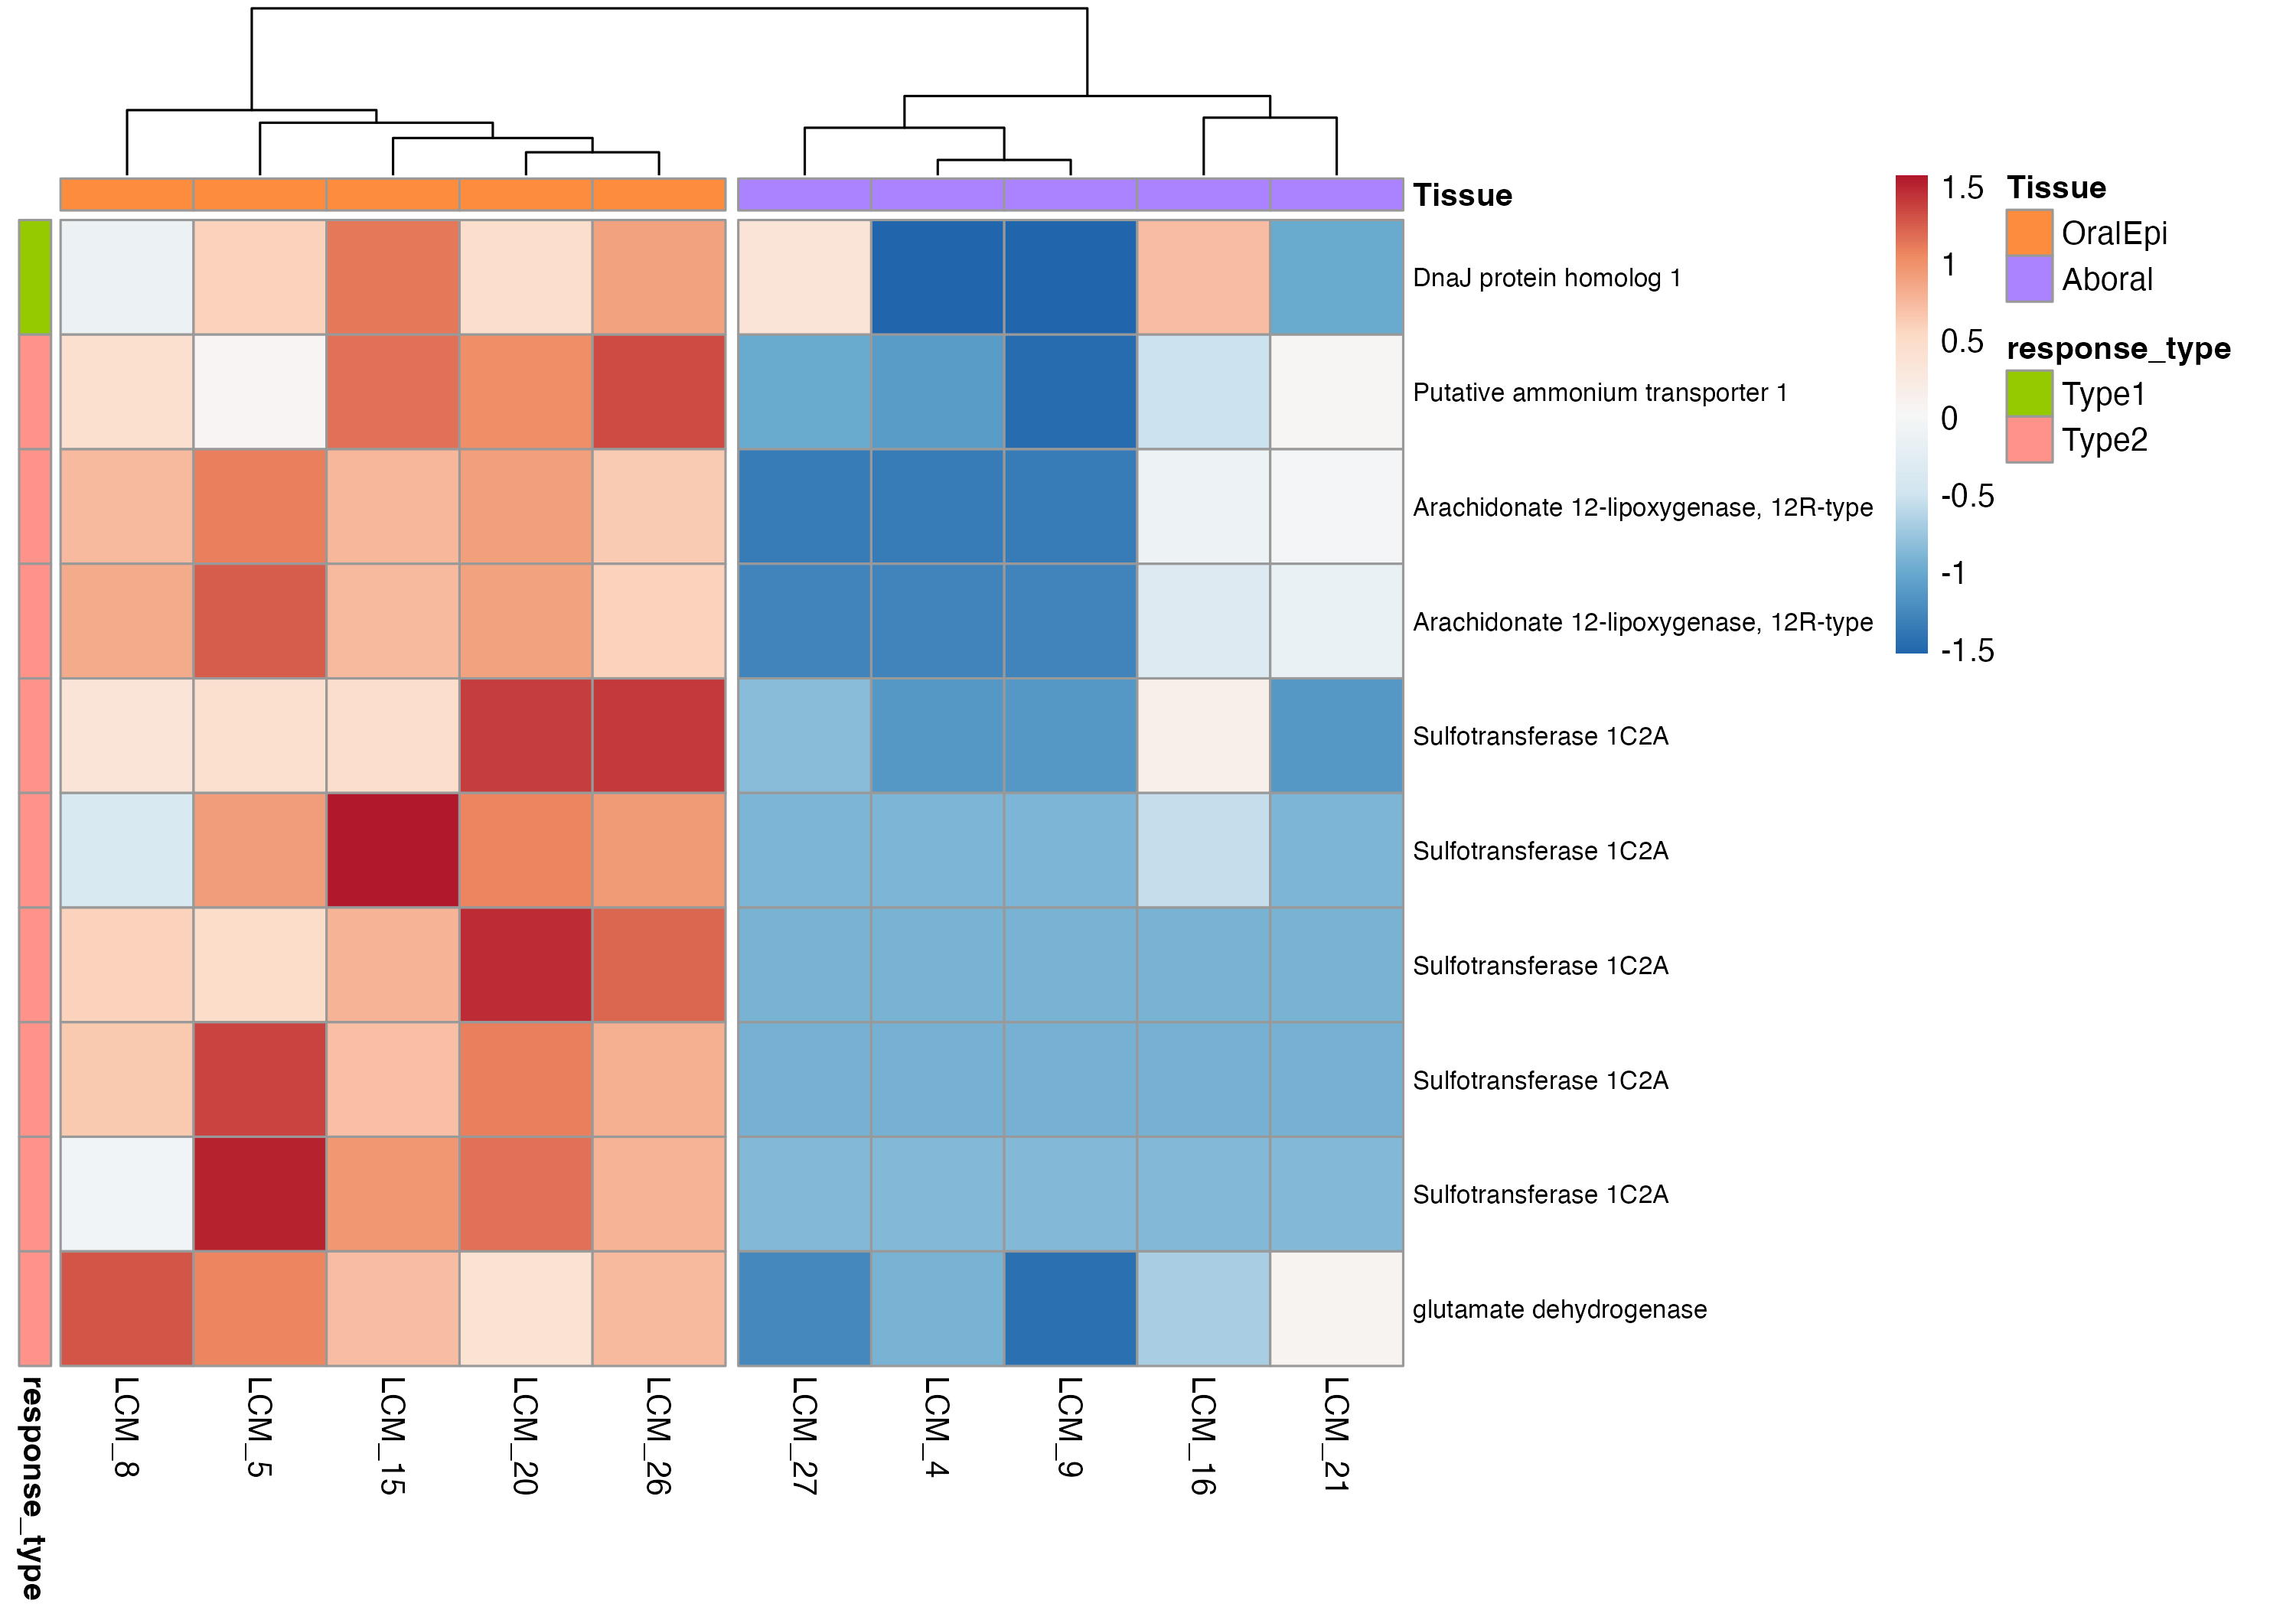 Tissue
DnaJ protein homolog 1
Putative ammonium transporter 1
Arachidonate 12-lipoxygenase, 12R-type
Arachidonate 12-lipoxygenase, 12R-type
Sulfotransferase 1C2A
Sulfotransferase 1C2A
Sulfotransferase 1C2A
Sulfotransferase 1C2A
Sulfotransferase 1C2A
glutamate dehydrogenase
response_type
LCM_8
LCM_5
LCM_15
LCM_20
LCM_26
LCM_27
LCM_4
LCM_9
LCM_16
LCM_21
1.5
1
0.5
0
-0.5
-1
-1.5
Tissue
OralEpi
Aboral
response_type
Type1
Type2